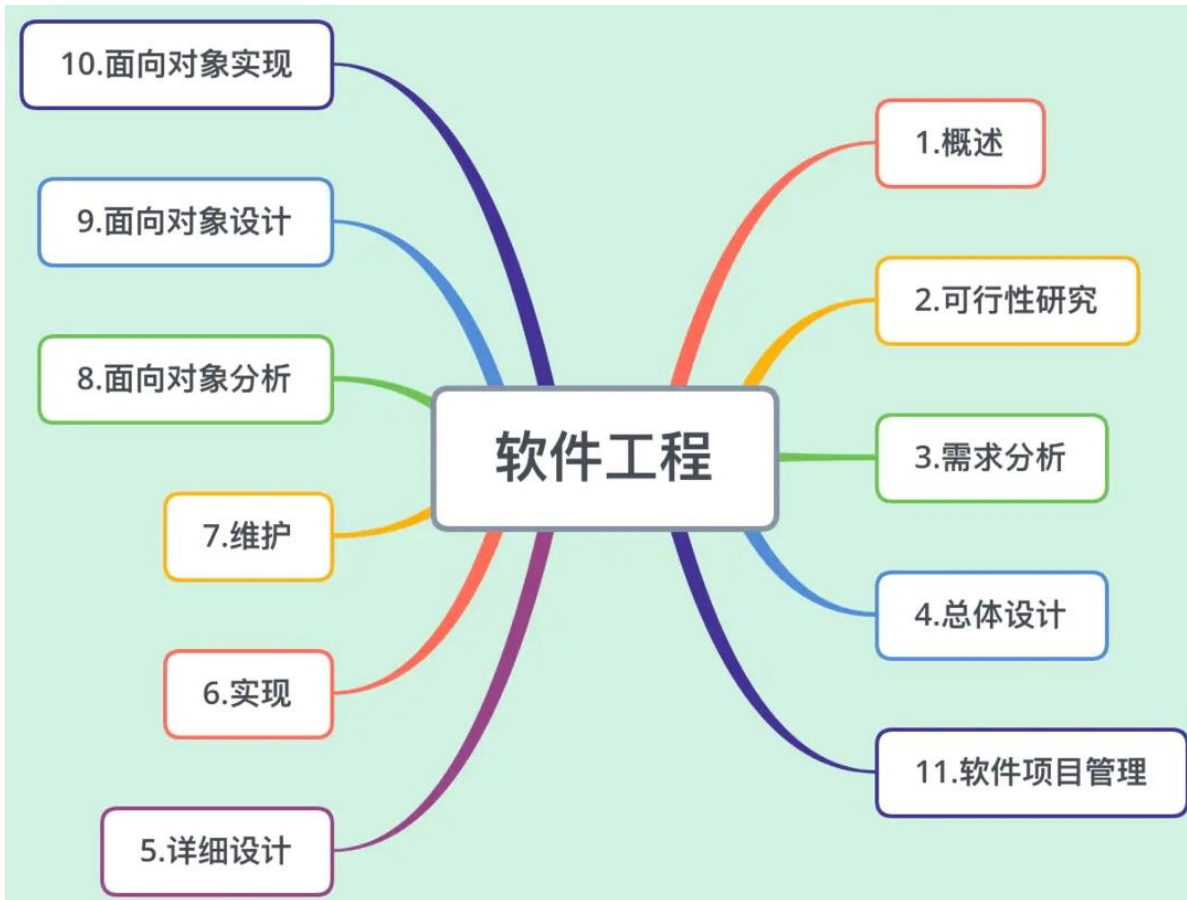 软件工程
1.概述
2.可行性研究
3.需求分析
4.总体设计
5.详细设计
6.实现
7.维护
8.面向对象分析
9.面向对象设计
10.面向对象实现
11.软件项目管理